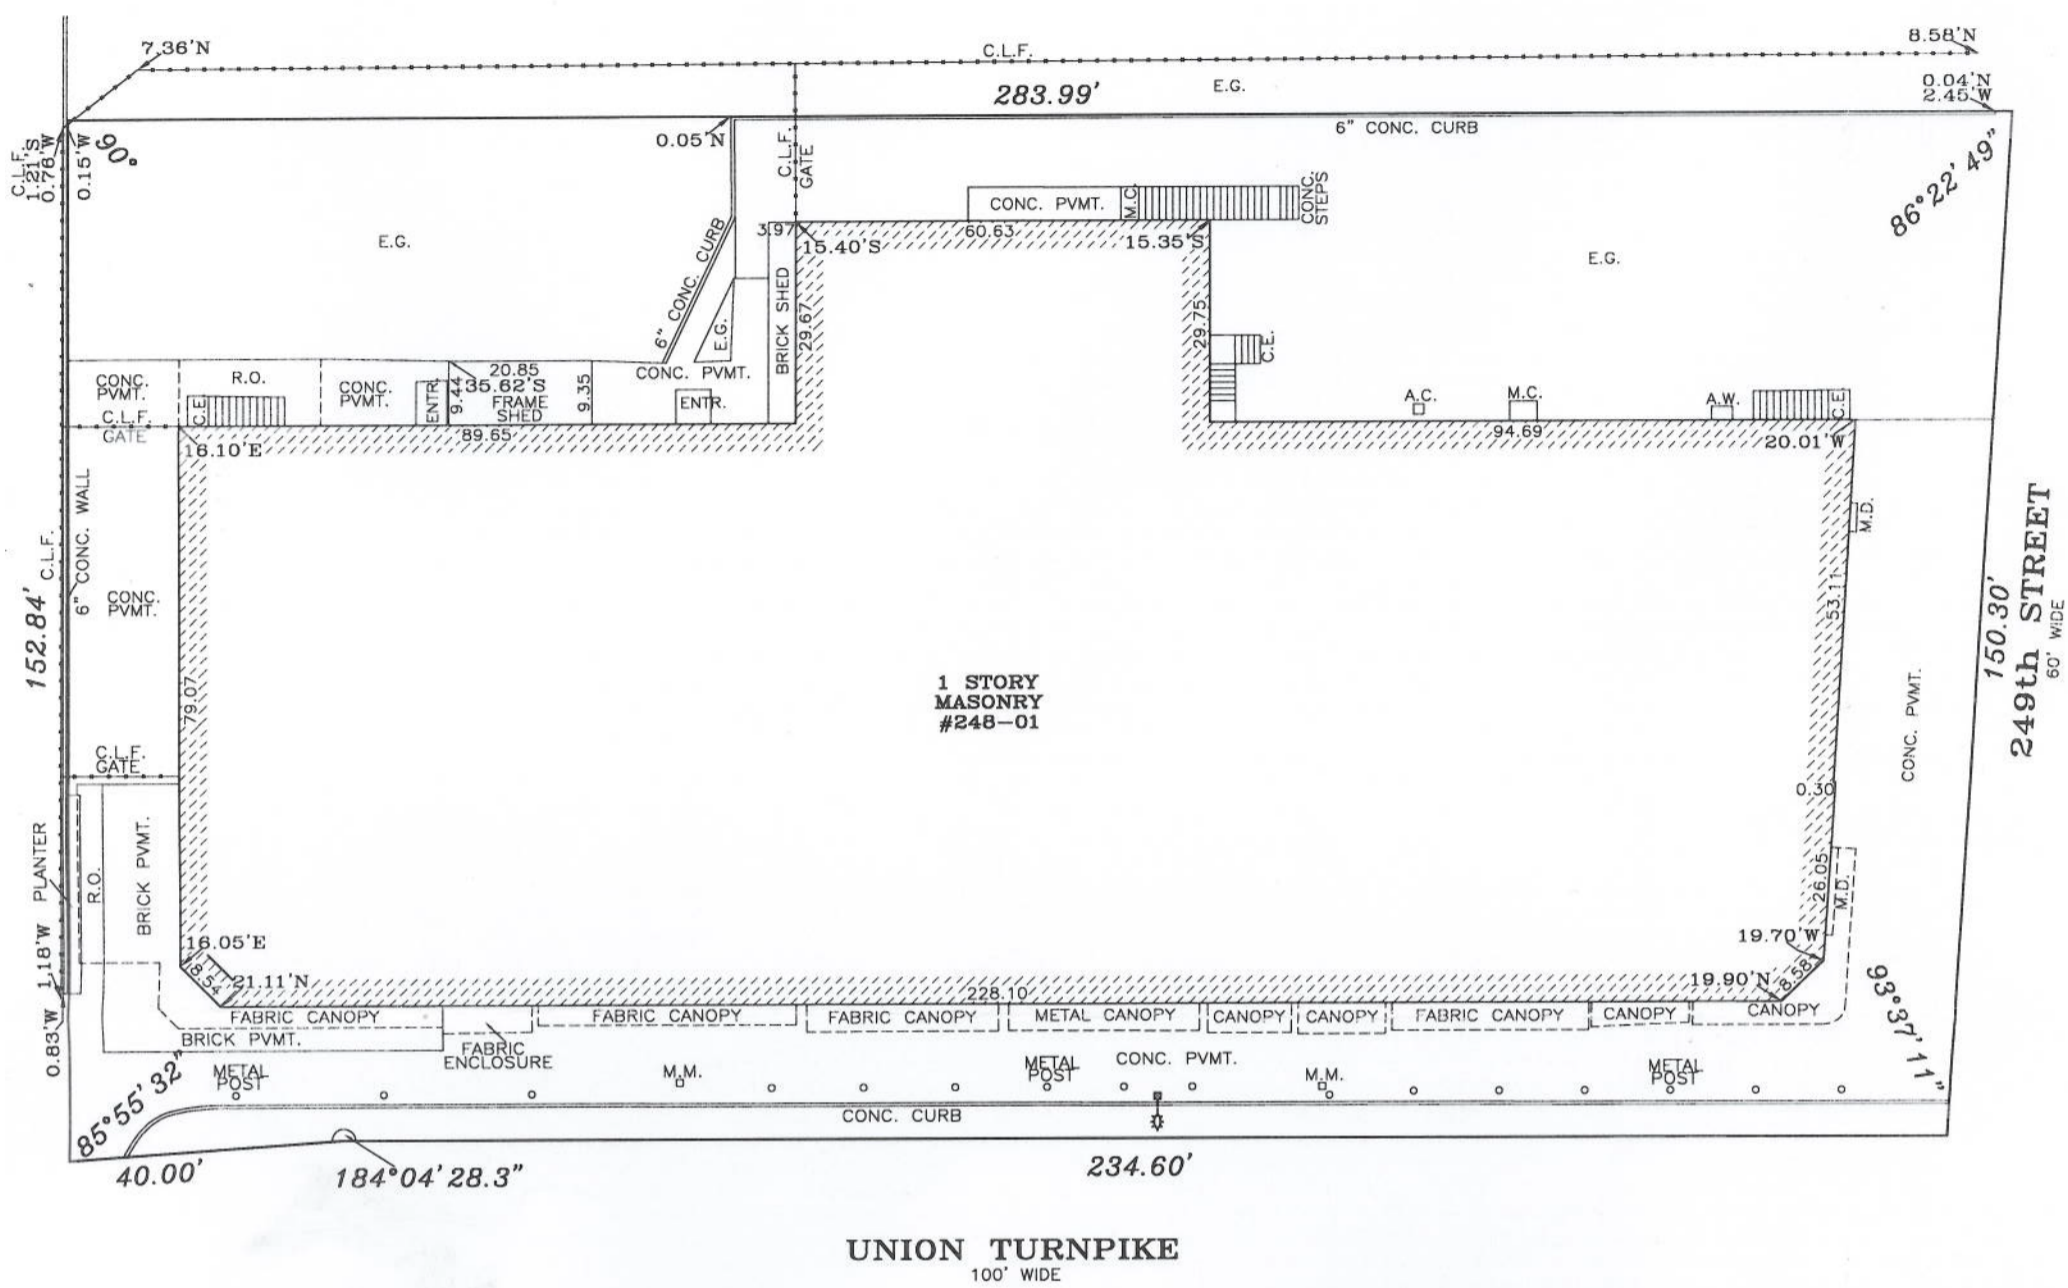 7.36'N
C.L.F.
8.58'N
283.99'
E.G.
0.04'N
2.45'W
C.L.F.
1.21'S
0.76'W
0.15'W
90°
0.05'N
C.L.F.
GATE
6" CONC. CURB
86°22'49"
CONC. PVMT.
M.C.
CONC.
STEPS
E.G.
6" CONC. CURB
3.97
15.40'S
60.63
15.35'S
E.G.
BRICK SHED
29.67
29.75
C.E.
E.G.
CONC.
PVMT.
R.O.
CONC.
PVMT.
ENTR.
9.44
20.85
35.62'S
FRAME
SHED
9.35
CONC. PVMT.
ENTR.
A.C.
M.C.
A.W.
C.E.
C.E.
C.L.F.
GATE
16.10'E
89.65
94.69
20.01'W
6" CONC. WALL
C.L.F.
152.84'
CONC.
PVMT.
M.D.
53.11
150.30'
249th STREET
60' WIDE
79.07
1 STORY
MASONRY
#248-01
CONC. PVMT.
C.L.F.
GATE
0.30
PLANTER
R.O.
BRICK PVMT.
26.05
M.D.
1.18'W
0.83'W
16.05'E
8.54
21.11'N
228.10
19.70'W
19.90'N
8.58
93°37'11"
FABRIC CANOPY
FABRIC CANOPY
FABRIC CANOPY
METAL CANOPY
CANOPY
CANOPY
FABRIC CANOPY
CANOPY
CANOPY
BRICK PVMT.
FABRIC
ENCLOSURE
CONC. PVMT.
METAL
POST
M.M.
METAL
POST
M.M.
METAL
POST
85°55'32"
CONC. CURB
40.00'
184°04'28.3"
234.60'
UNION TURNPIKE
100' WIDE